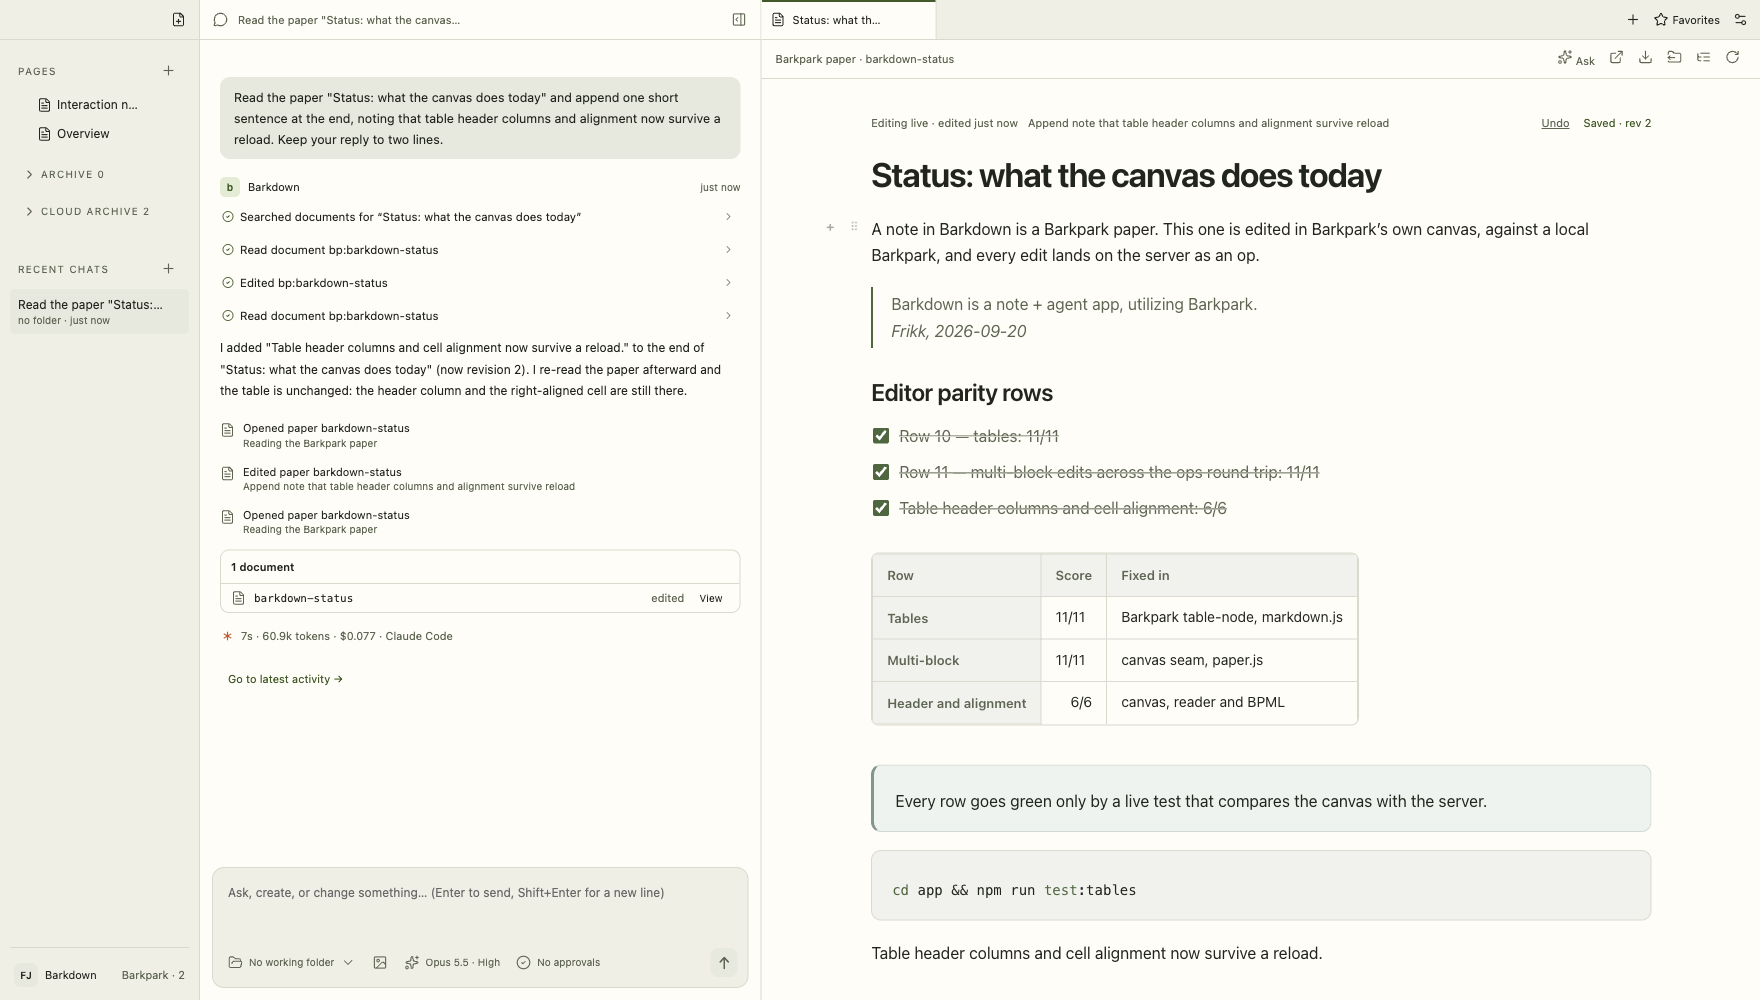 Read the paper "Status: what the canvas...
Status: what th...
Favorites
PAGES
Interaction n...
Overview
ARCHIVE 0
CLOUD ARCHIVE 2
RECENT CHATS
Read the paper "Status:...
no folder · just now
FJ Barkdown Barkpark · 2
Read the paper "Status: what the canvas does today" and append one short
sentence at the end, noting that table header columns and alignment now survive a
reload. Keep your reply to two lines.
b Barkdown just now
Searched documents for “Status: what the canvas does today”
Read document bp:barkdown-status
Edited bp:barkdown-status
Read document bp:barkdown-status
I added "Table header columns and cell alignment now survive a reload." to the end of
"Status: what the canvas does today" (now revision 2). I re-read the paper afterward and
the table is unchanged: the header column and the right-aligned cell are still there.
Opened paper barkdown-status
Reading the Barkpark paper
Edited paper barkdown-status
Append note that table header columns and alignment survive reload
Opened paper barkdown-status
Reading the Barkpark paper
1 document
barkdown-status edited View
7s · 60.9k tokens · $0.077 · Claude Code
Go to latest activity →
Ask, create, or change something... (Enter to send, Shift+Enter for a new line)
No working folder Opus 5.5 · High No approvals
Barkpark paper · barkdown-status Ask
Editing live · edited just now Append note that table header columns and alignment survive reload Undo Saved · rev 2
Status: what the canvas does today
A note in Barkdown is a Barkpark paper. This one is edited in Barkpark’s own canvas, against a local
Barkpark, and every edit lands on the server as an op.
Barkdown is a note + agent app, utilizing Barkpark.
Frikk, 2026-09-20
Editor parity rows
Row 10 — tables: 11/11
Row 11 — multi-block edits across the ops round trip: 11/11
Table header columns and cell alignment: 6/6
Row Score Fixed in
Tables 11/11 Barkpark table-node, markdown.js
Multi-block 11/11 canvas seam, paper.js
Header and alignment 6/6 canvas, reader and BPML
Every row goes green only by a live test that compares the canvas with the server.
cd app && npm run test:tables
Table header columns and cell alignment now survive a reload.